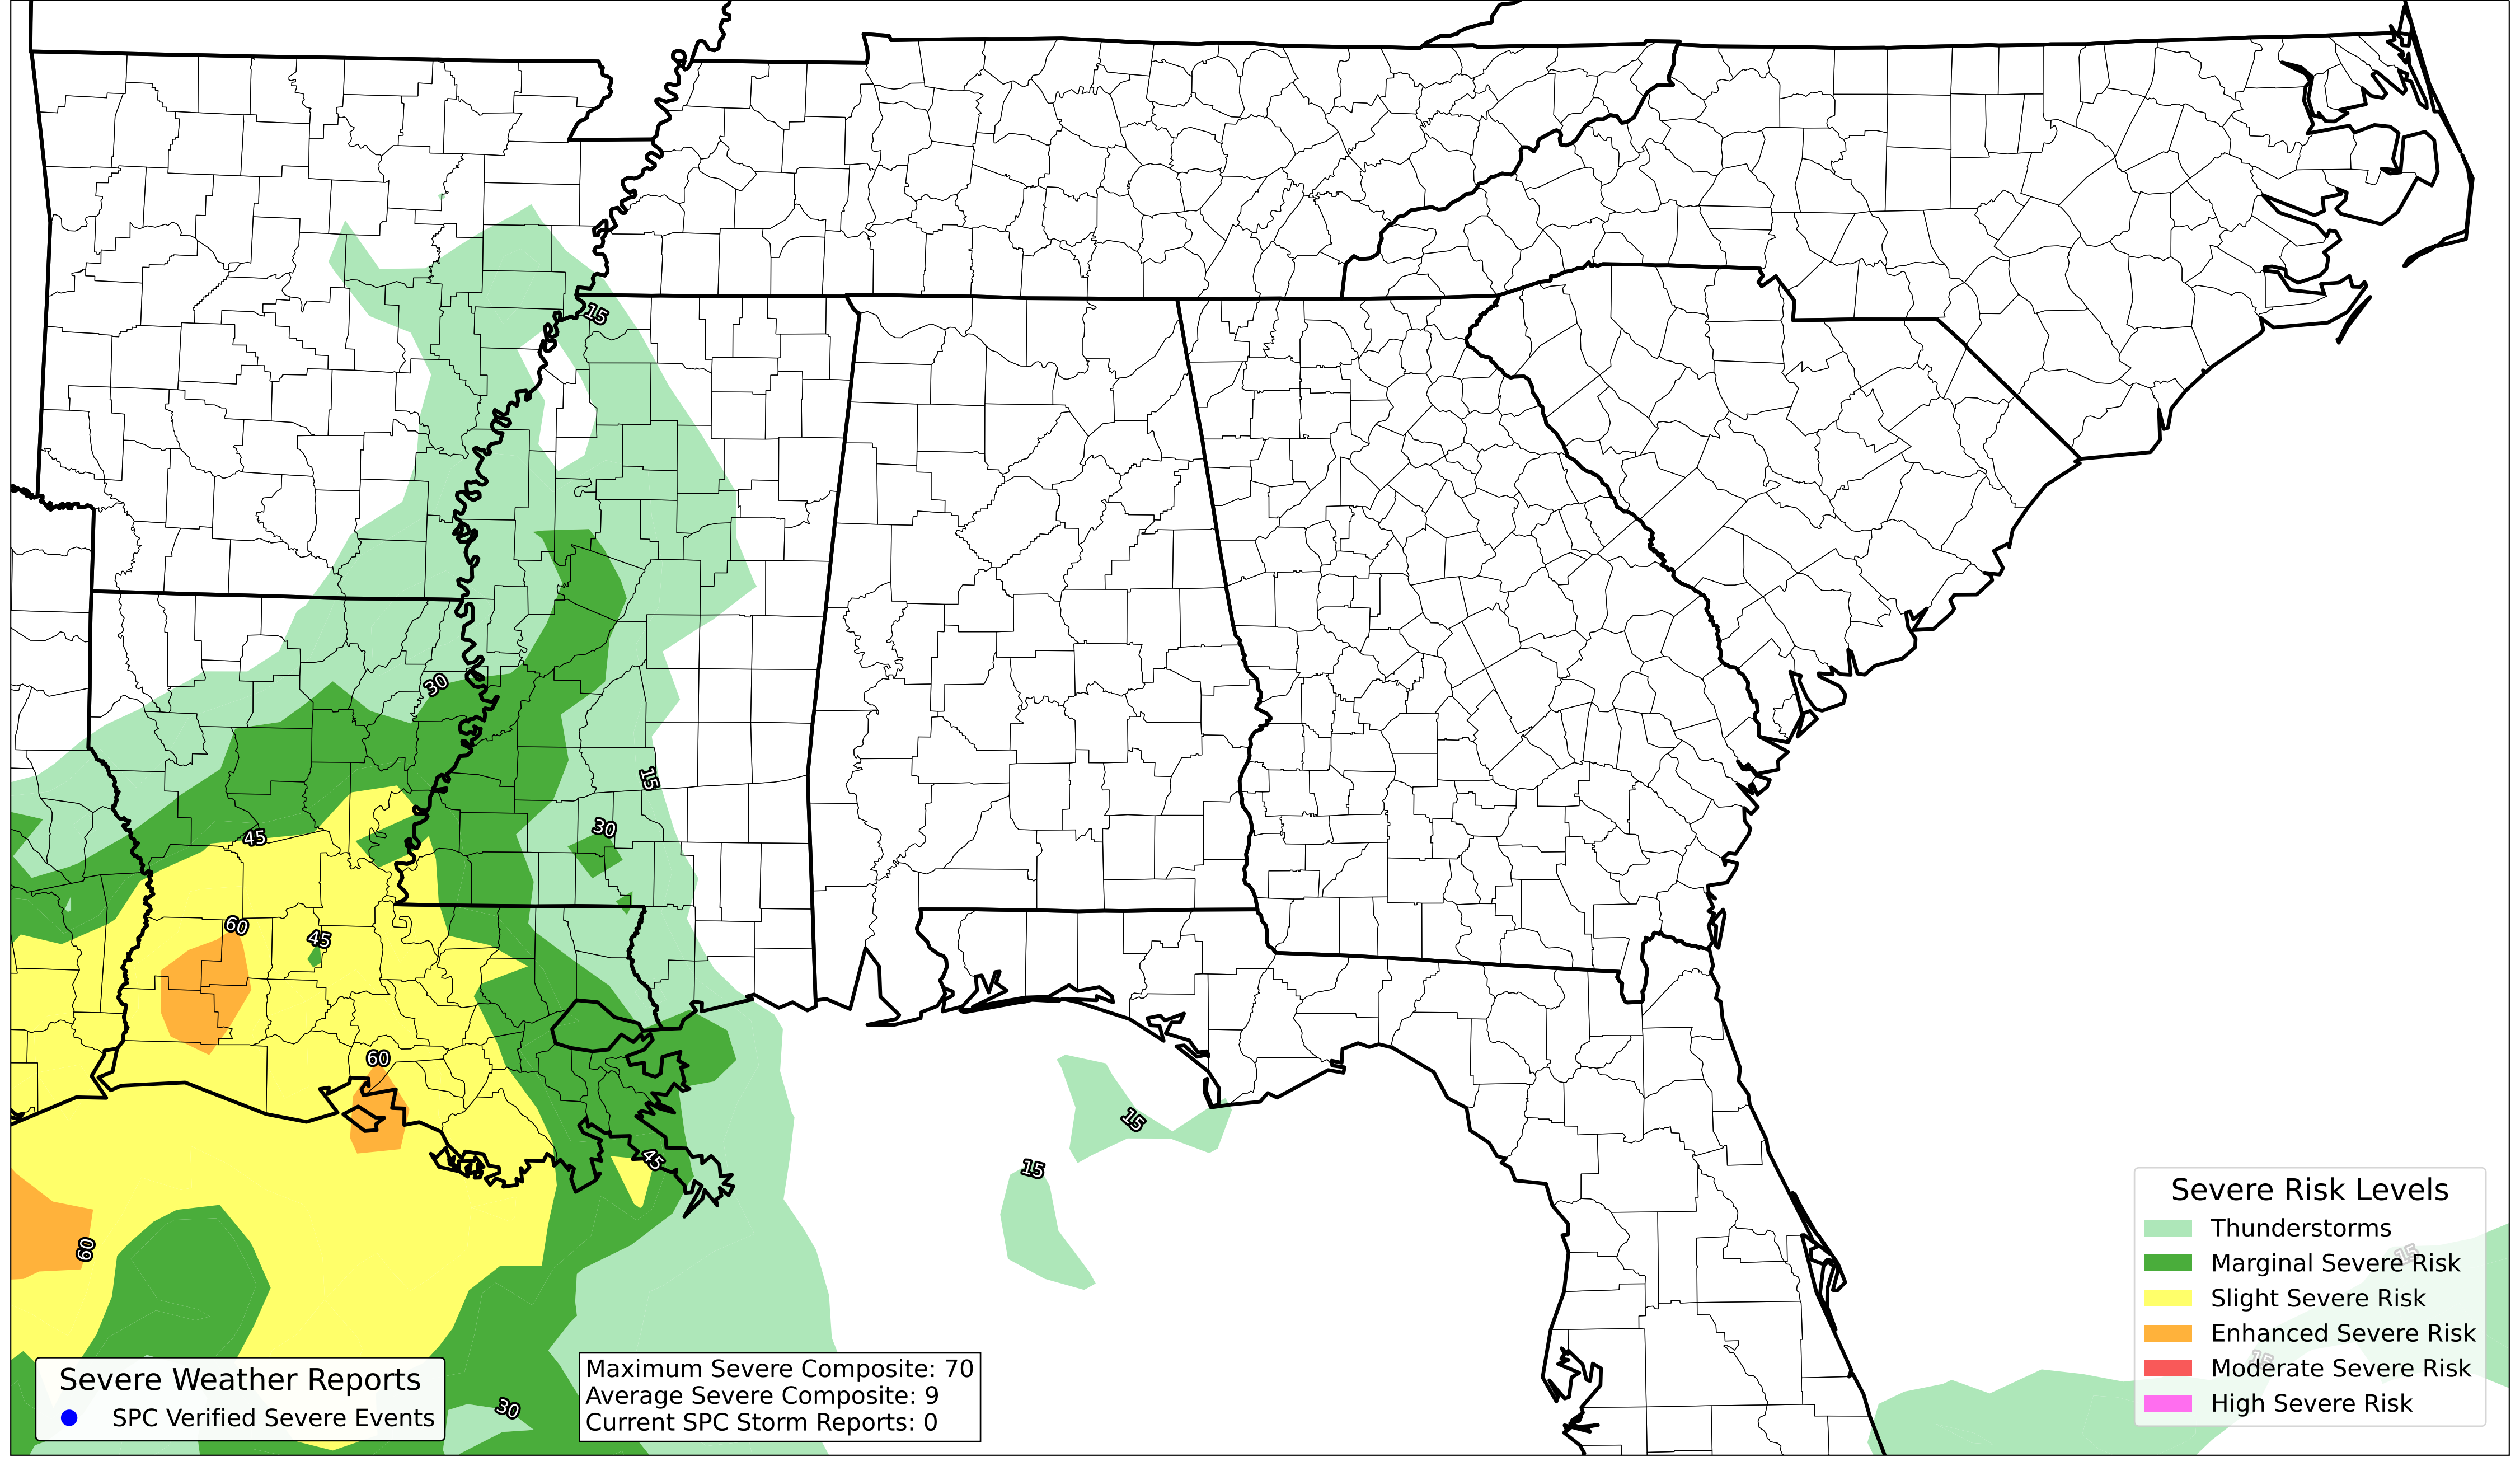 15
30
15
30
45
60
45
60
15
45
15
60
30
15
15
Severe Risk Levels
Thunderstorms
Marginal Severe Risk
Slight Severe Risk
Enhanced Severe Risk
Moderate Severe Risk
High Severe Risk
Severe Weather Reports
SPC Verified Severe Events
Maximum Severe Composite: 70
Average Severe Composite: 9
Current SPC Storm Reports: 0